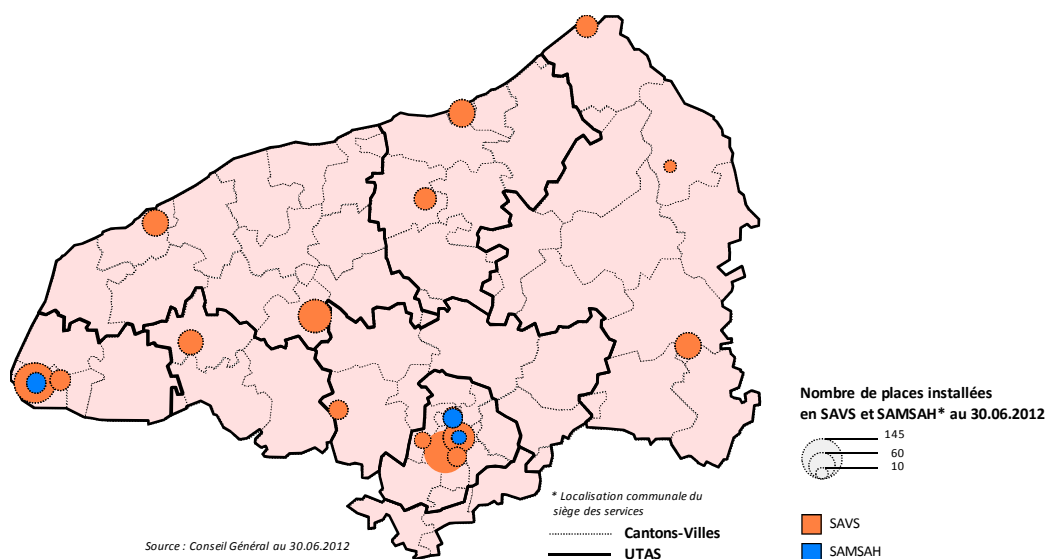 Nombre de places installées
en SAVS et SAMSAH* au 30.06.2012
145
60
10
* Localisation communale du
siège des services
Cantons-Villes
UTAS
SAVS
SAMSAH
Source : Conseil Général au 30.06.2012